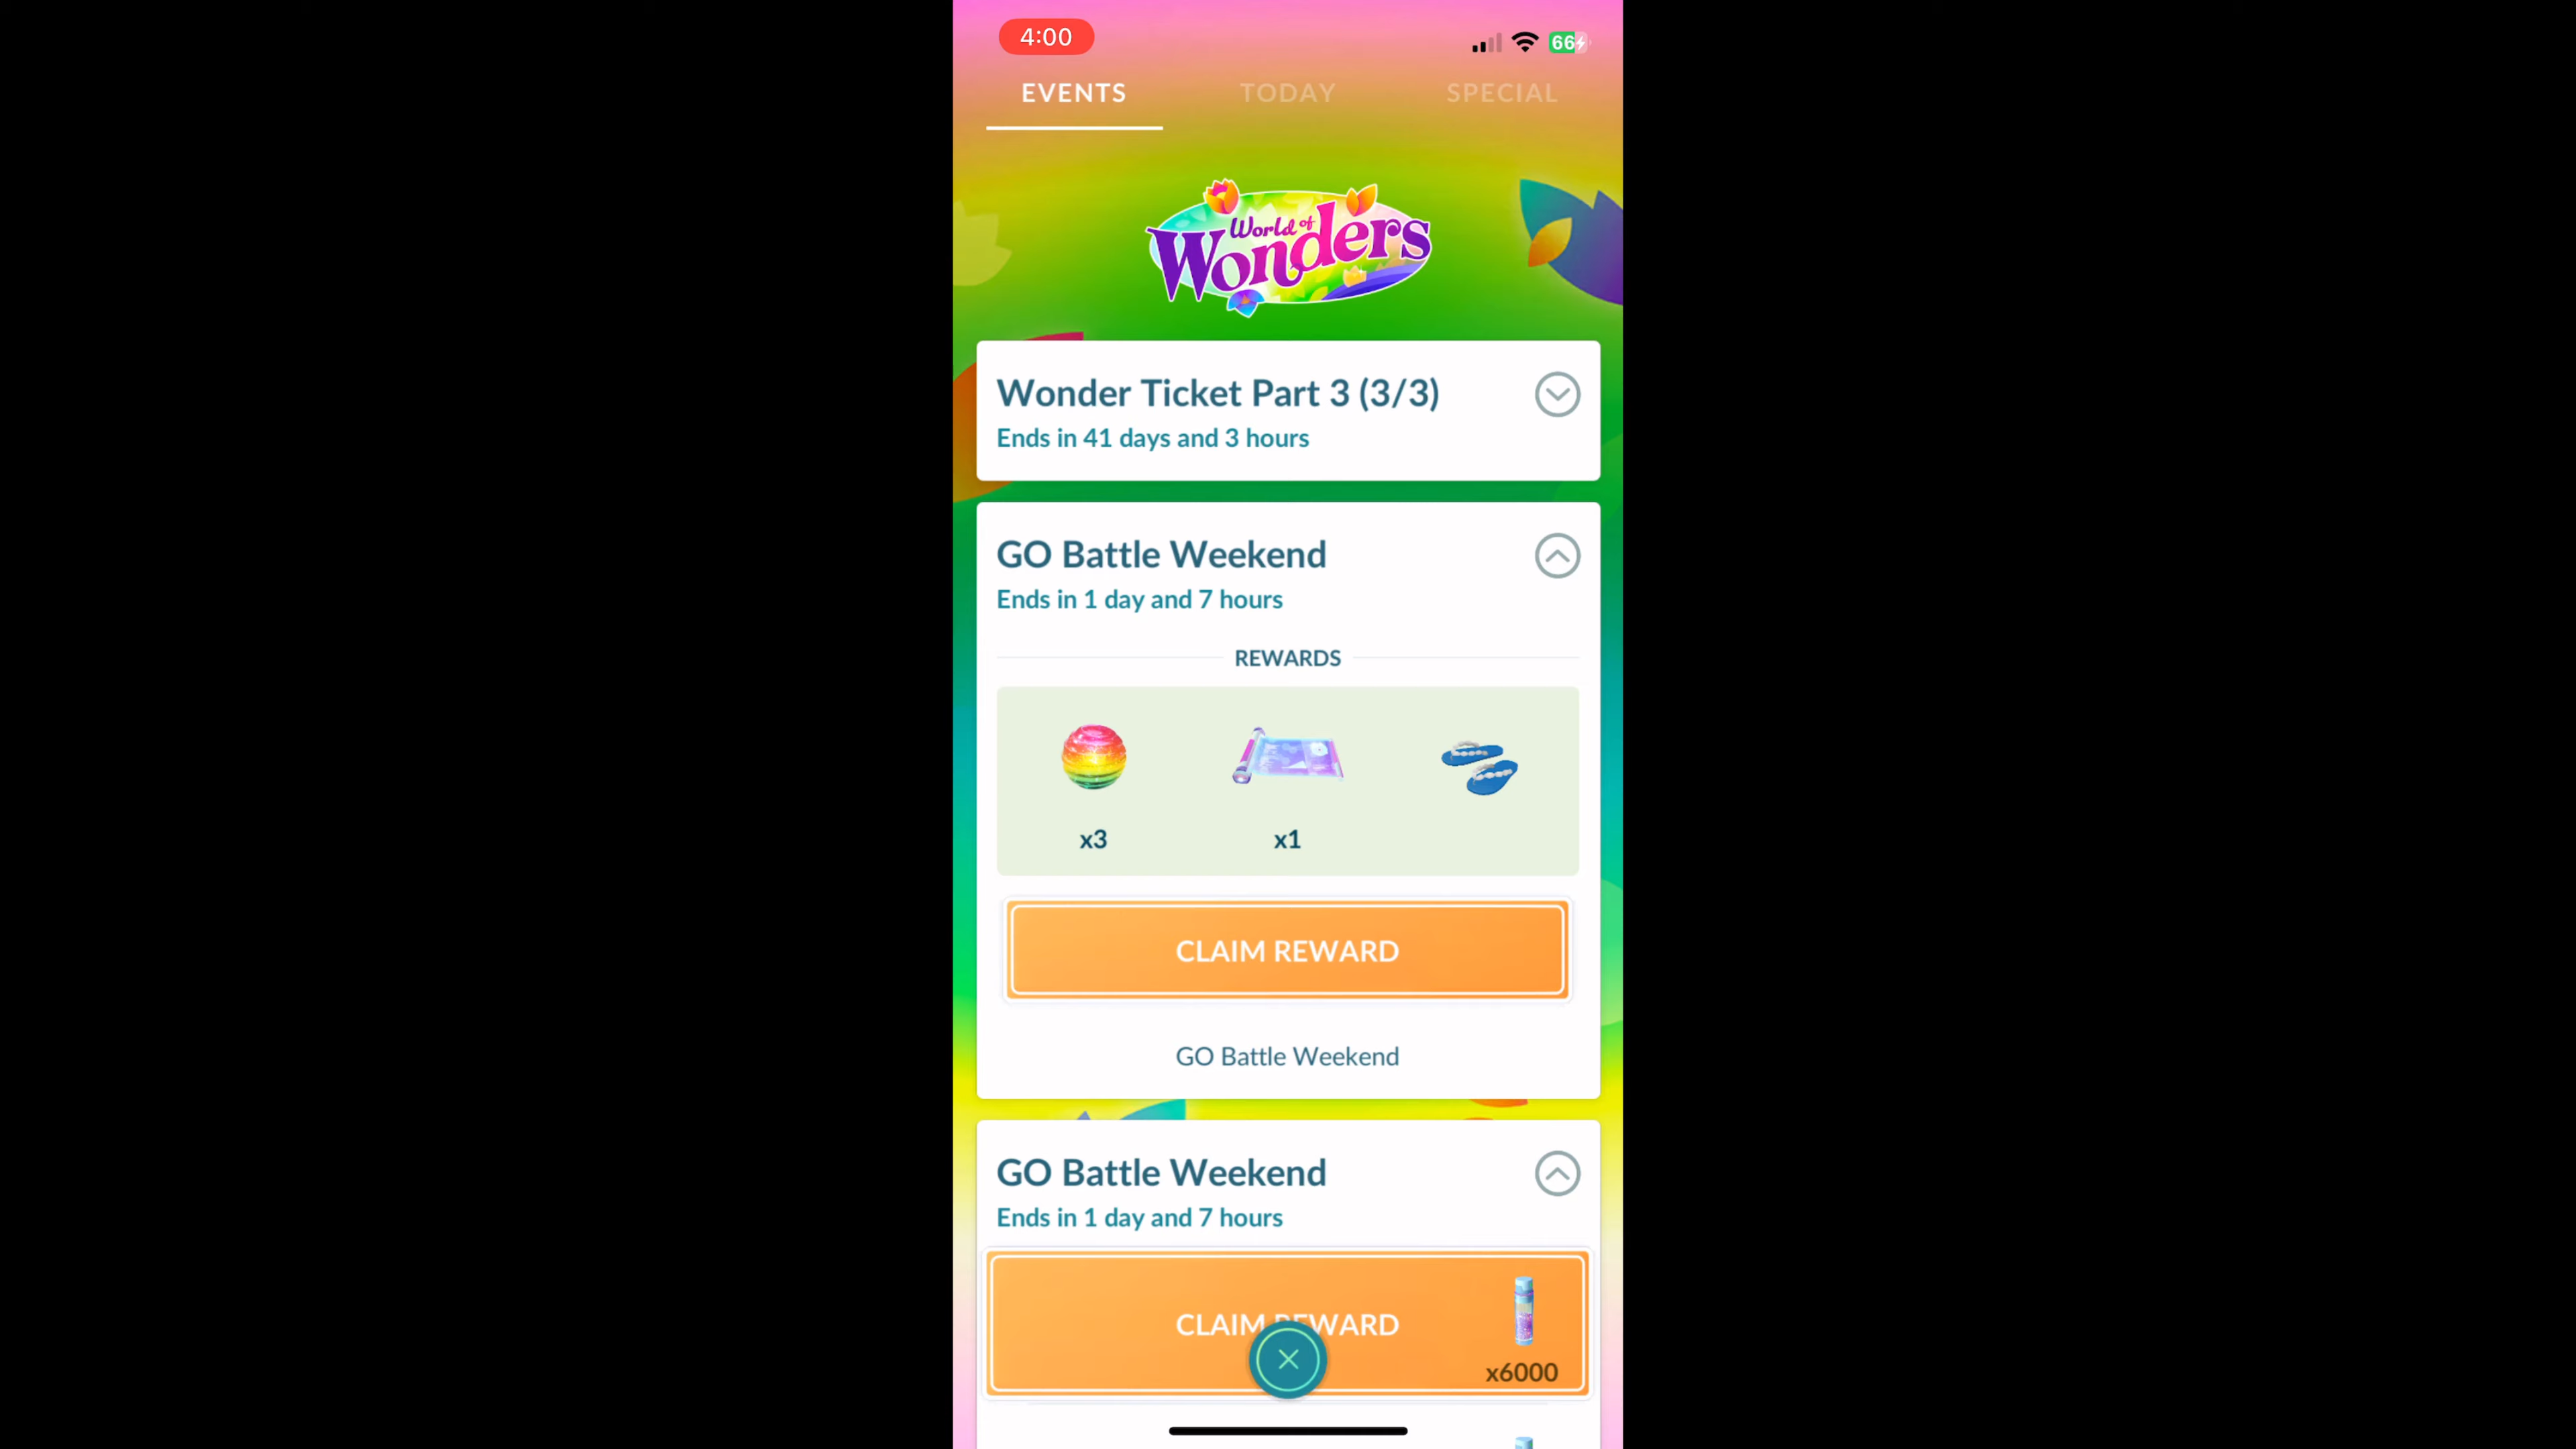 4:00
66
EVENTS
TODAY
SPECIAL
World of
Wonders
Wonder Ticket Part 3 (3/3)
Ends in 41 days and 3 hours
GO Battle Weekend
Ends in 1 day and 7 hours
REWARDS
x3
x1
CLAIM REWARD
GO Battle Weekend
GO Battle Weekend
Ends in 1 day and 7 hours
CLAIM REWARD
x6000